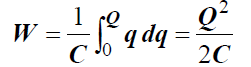 W = \frac{1}{C} \int_0^Q q \, dq = \frac{Q^2}{2C}